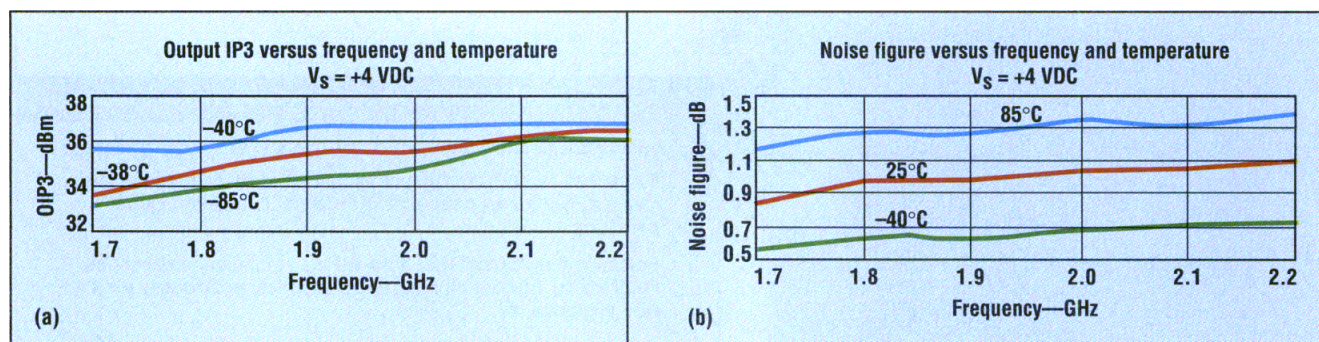 Output IP3 versus frequency and temperature
VS = +4 VDC
OIP3—dBm
38
36
34
32
–40°C
–38°C
–85°C
1.7 1.8 1.9 2.0 2.1 2.2
Frequency—GHz
(a)
Noise figure versus frequency and temperature
VS = +4 VDC
Noise figure—dB
1.5
1.3
1.1
0.9
0.7
0.5
85°C
25°C
–40°C
1.7 1.8 1.9 2.0 2.1 2.2
Frequency—GHz
(b)